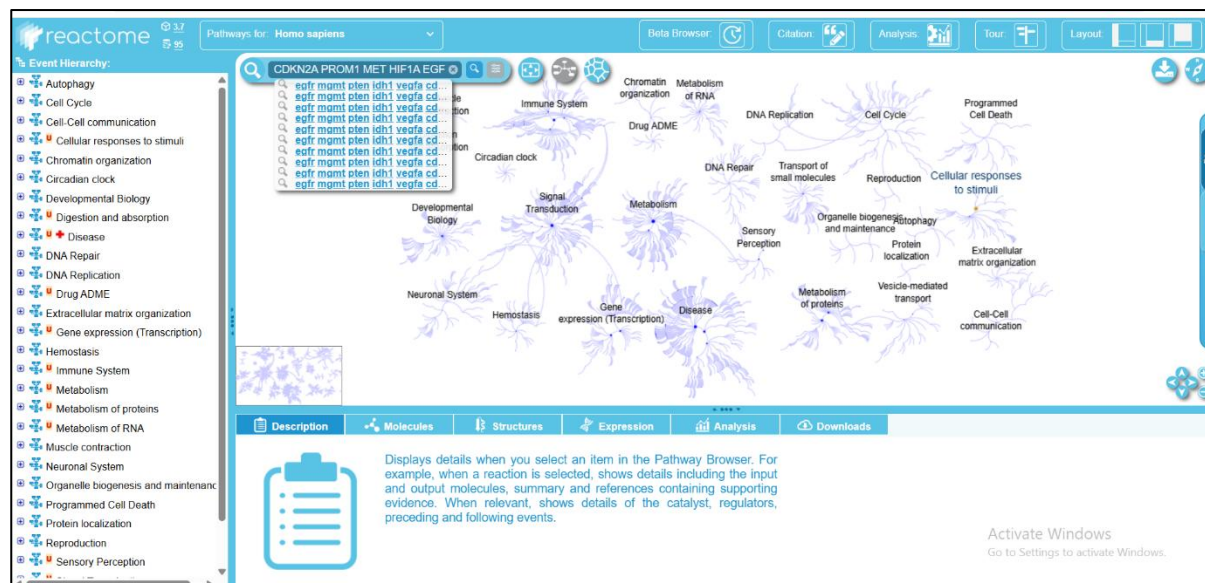 reactome 3.7 95
Pathways for: Homo sapiens
Beta Browser:
Citation:
Analysis:
Tour:
Layout:
Event Hierarchy:
Autophagy
Cell Cycle
Cell-Cell communication
U Cellular responses to stimuli
Chromatin organization
Circadian clock
Developmental Biology
U Digestion and absorption
U Disease
DNA Repair
DNA Replication
U Drug ADME
Extracellular matrix organization
U Gene expression (Transcription)
Hemostasis
U Immune System
U Metabolism
U Metabolism of proteins
U Metabolism of RNA
Muscle contraction
Neuronal System
Organelle biogenesis and maintenanc
Programmed Cell Death
Protein localization
Reproduction
U Sensory Perception
CDKN2A PROM1 MET HIF1A EGF
egfr mgmt pten idh1 vegfa cd...
egfr mgmt pten idh1 vegfa cd...
egfr mgmt pten idh1 vegfa cd...
egfr mgmt pten idh1 vegfa cd...
egfr mgmt pten idh1 vegfa cd...
egfr mgmt pten idh1 vegfa cd...
egfr mgmt pten idh1 vegfa cd...
egfr mgmt pten idh1 vegfa cd...
egfr mgmt pten idh1 vegfa cd...
Immune System
Chromatin
organization
Metabolism
of RNA
Drug ADME
DNA Replication
Cell Cycle
Programmed
Cell Death
Circadian clock
DNA Repair
Transport of
small molecules
Reproduction
Cellular responses
to stimuli
Developmental
Biology
Signal
Transduction
Metabolism
Sensory
Perception
Organelle biogenesis
and maintenance
Autophagy
Protein
localization
Extracellular
matrix organization
Neuronal System
Hemostasis
Gene
expression (Transcription)
Disease
Metabolism
of proteins
Vesicle-mediated
transport
Cell-Cell
communication
Description
Molecules
Structures
Expression
Analysis
Downloads
Displays details when you select an item in the Pathway Browser. For
example, when a reaction is selected, shows details including the input
and output molecules, summary and references containing supporting
evidence. When relevant, shows details of the catalyst, regulators,
preceding and following events.
Activate Windows
Go to Settings to activate Windows.